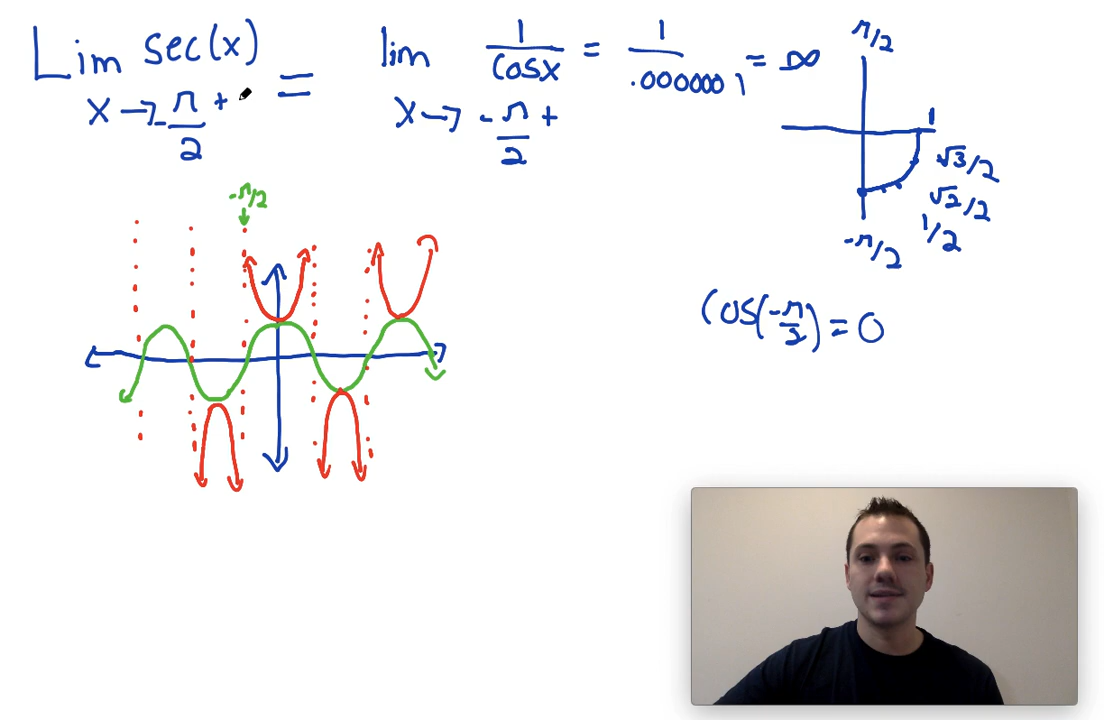 Lim sec(x) = lim 1/cosx = 1/.0000001 = ∞
x→-π/2 +
x→-π/2 +
π/2
1
√3/2
√2/2
1/2
-π/2
-π/2
cos(-π/2) = 0